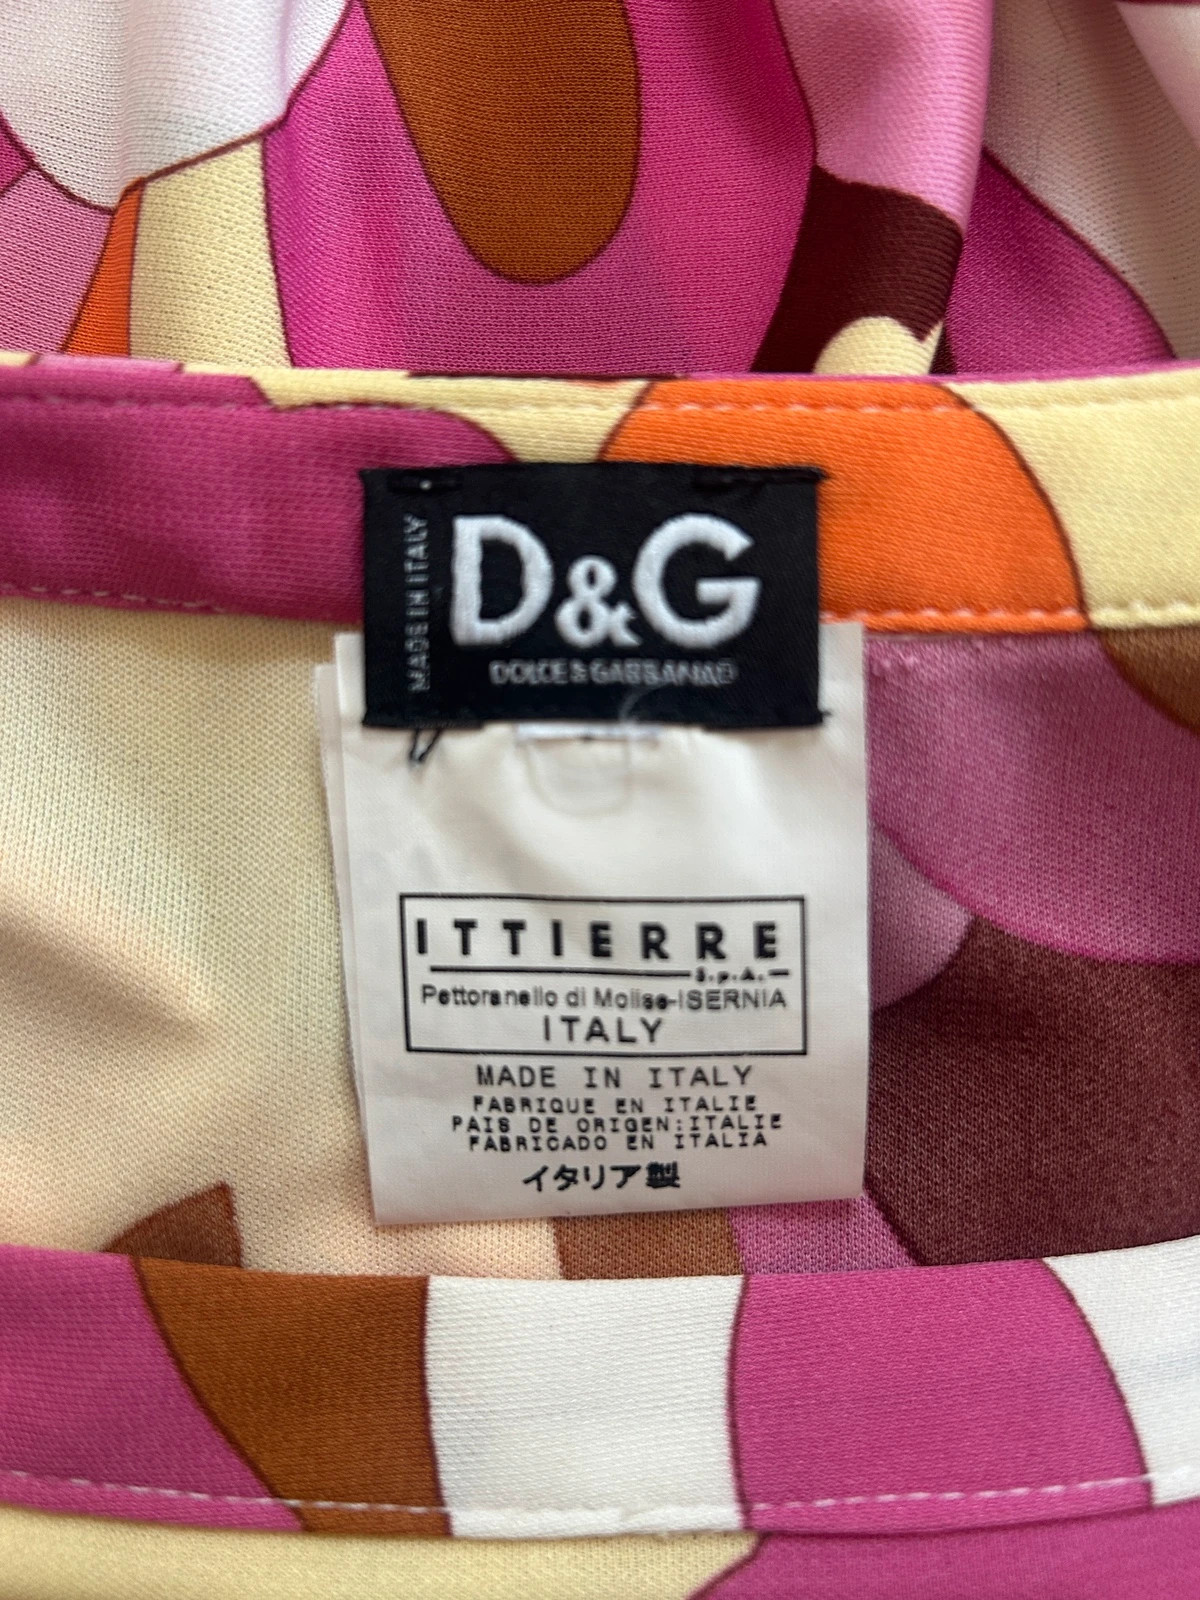 MADE IN ITALY
D&G
DOLCE & GABBANA
ITTIERRE
S.p.A.
Pettoranello di Molise-ISERNIA
ITALY
MADE IN ITALY
FABRIQUE EN ITALIE
PAIS DE ORIGEN:ITALIE
FABRICADO EN ITALIA
イタリア製